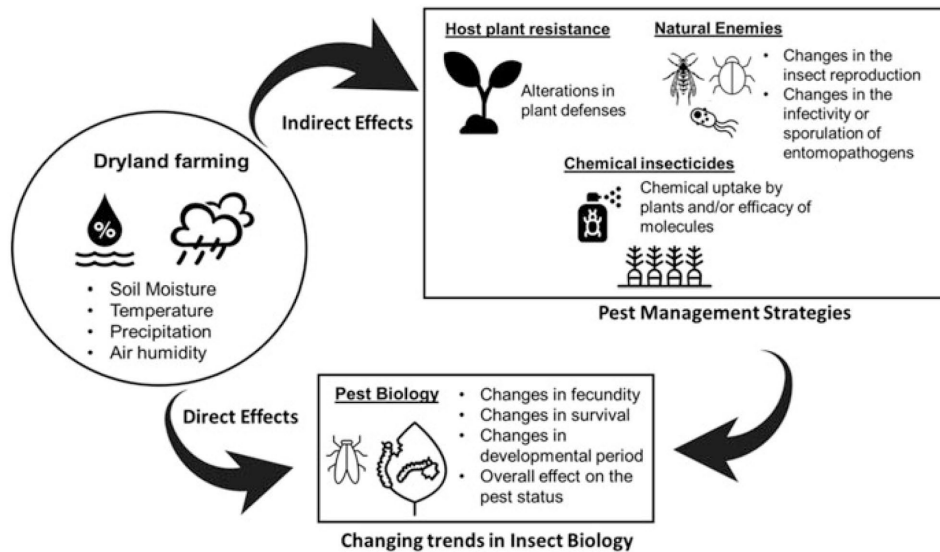 Host plant resistance
Alterations in
plant defenses
Natural Enemies
• Changes in the
insect reproduction
• Changes in the
infectivity or
sporulation of
entomopathogens
Chemical insecticides
Chemical uptake by
plants and/or efficacy of
molecules
Pest Management Strategies
Indirect Effects
Dryland farming
%
• Soil Moisture
• Temperature
• Precipitation
• Air humidity
Direct Effects
Pest Biology
• Changes in fecundity
• Changes in survival
• Changes in
developmental period
• Overall effect on the
pest status
Changing trends in Insect Biology